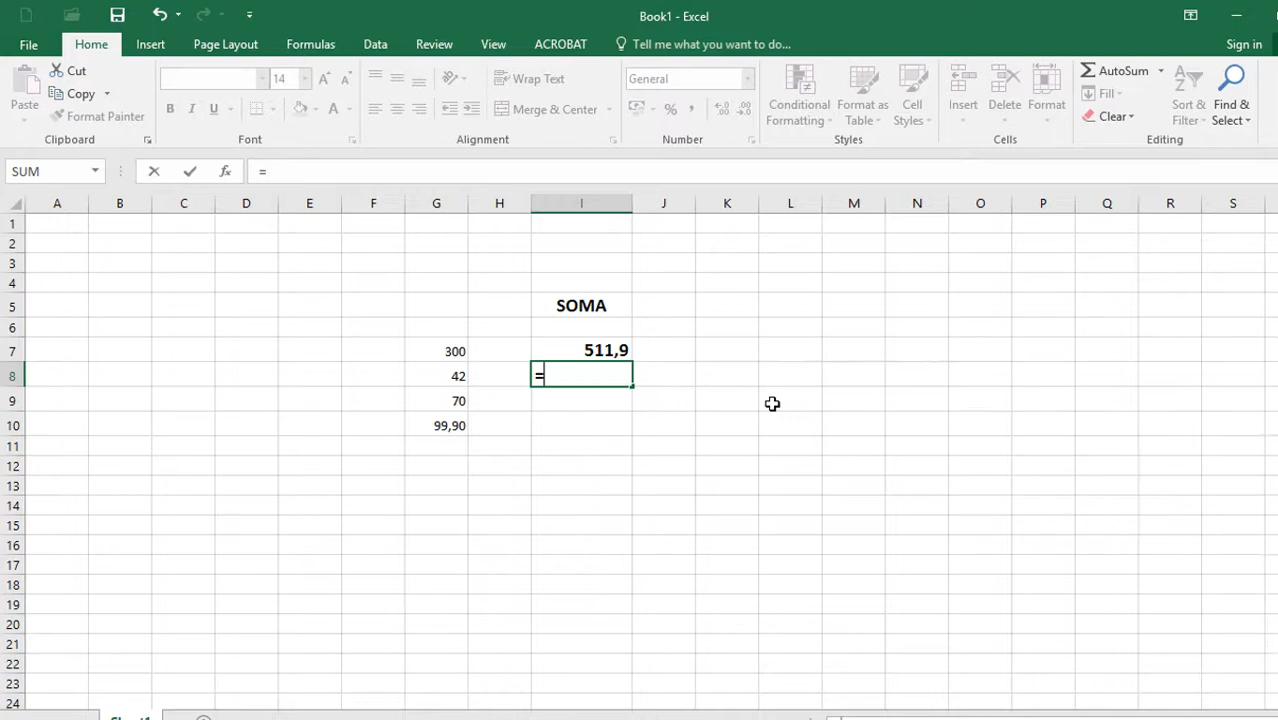 Book1 - Excel
File Home Insert Page Layout Formulas Data Review View ACROBAT Tell me what you want to do... Sign in
Paste Cut Copy Format Painter Clipboard
14 B I U A A A Font
Wrap Text Merge & Center Alignment
General % , Number
Conditional Formatting Format as Table Cell Styles Styles
Insert Delete Format Cells
AutoSum Fill Clear Sort & Filter Find & Select Editing
SUM fx =
A B C D E F G H I J K L M N O P Q R S
1
2
3
4
5 SOMA
6
7 300 511,9
8 42 =
9 70
10 99,90
11
12
13
14
15
16
17
18
19
20
21
22
23
24